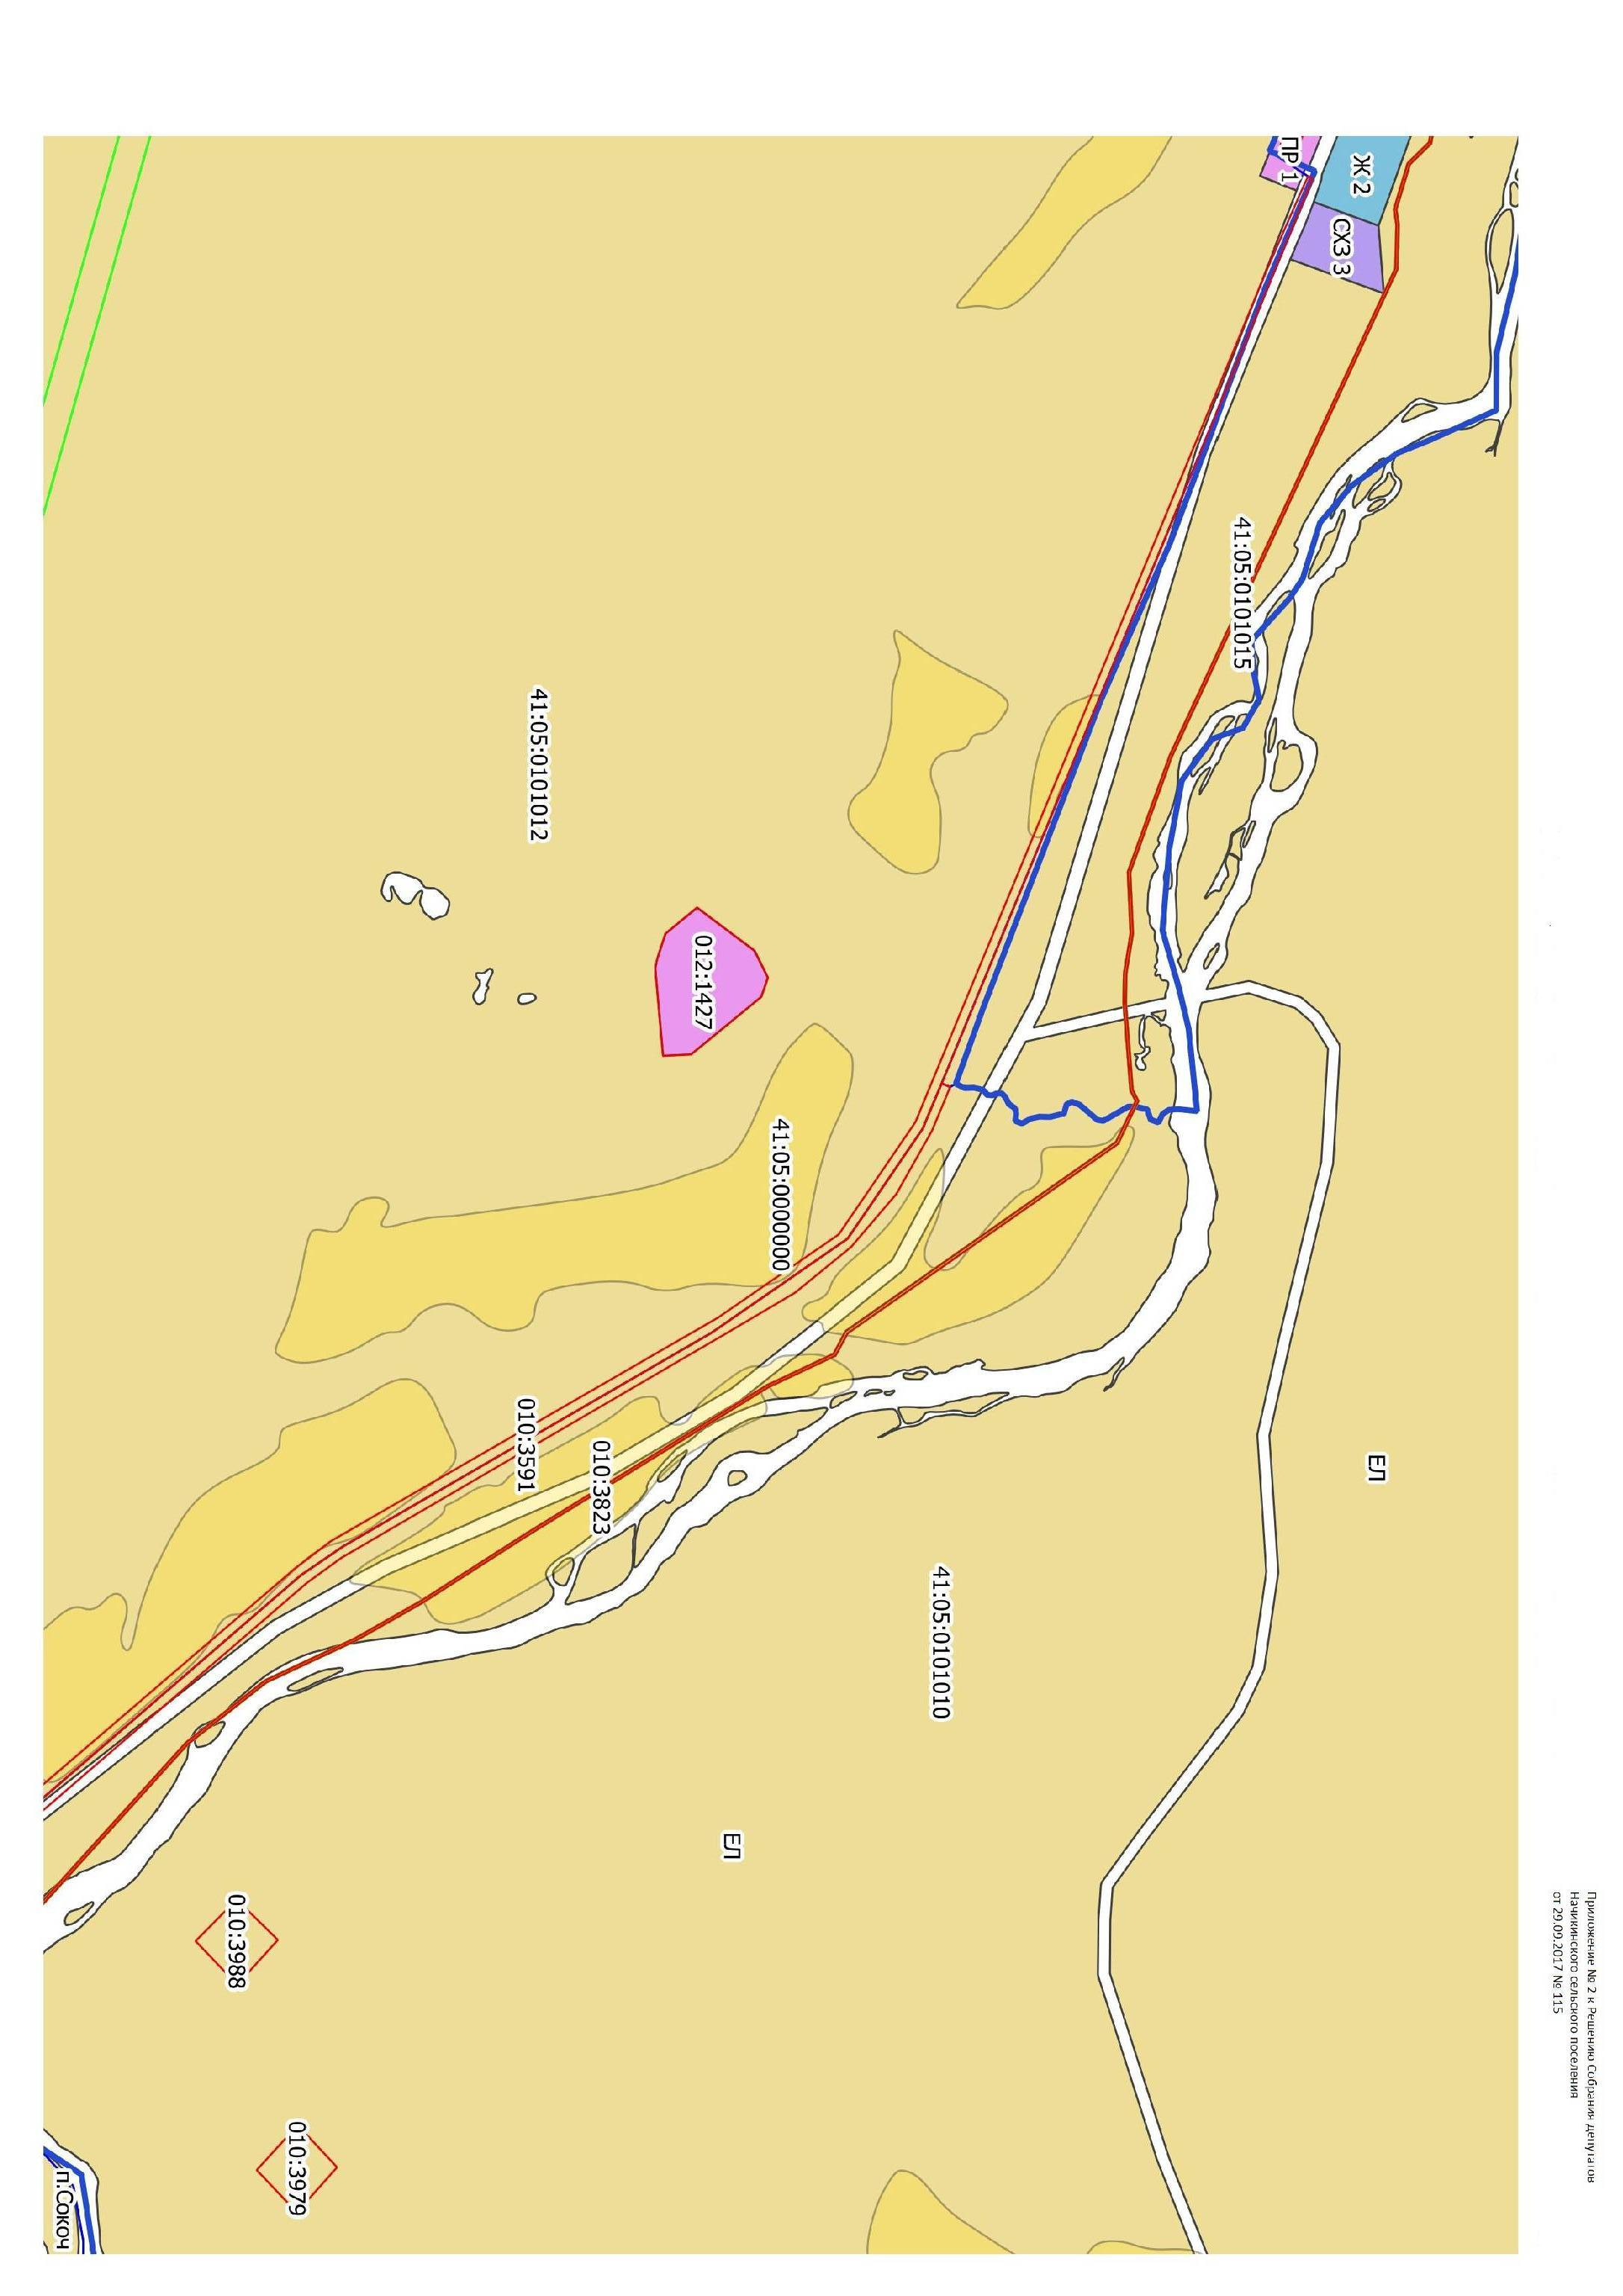 Приложение № 2 к Решению Собрания депутатов
Начикинского сельского поселения
от 29.09.2017 № 115
Ж 2
ПР 1
СХЗ 3
41:05:0101015
41:05:0101012
012:1427
41:05:0000000
ЕЛ
010:3591
010:3823
41:05:0101010
ЕЛ
010:3988
010:3979
п.Сокоч